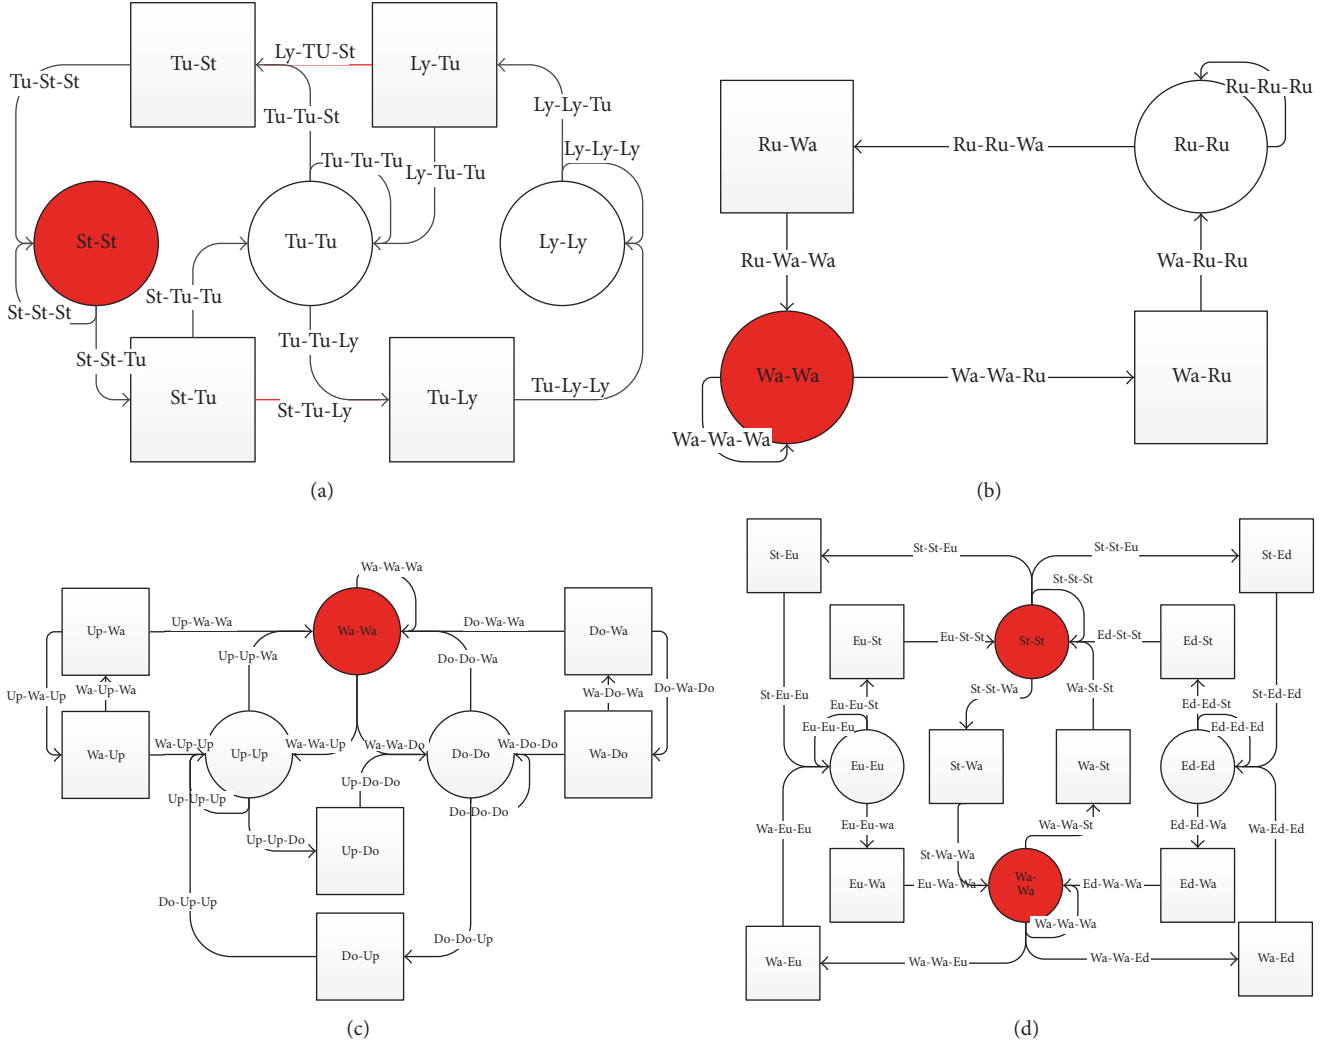 Tu-St
Ly-TU-St
Ly-Tu
Tu-St-St
Ly-Ly-Tu
Tu-Tu-St
Ly-Ly-Ly
Tu-Tu-Tu
Ly-Tu-Tu
St-St
Tu-Tu
Ly-Ly
St-Tu-Tu
St-St-St
Tu-Tu-Ly
St-St-Tu
Tu-Ly-Ly
St-Tu
St-Tu-Ly
Tu-Ly
(a)
Ru-Ru-Ru
Ru-Wa
Ru-Ru-Wa
Ru-Ru
Ru-Wa-Wa
Wa-Ru-Ru
Wa-Wa
Wa-Wa-Ru
Wa-Ru
Wa-Wa-Wa
(b)
Wa-Wa-Wa
Up-Wa
Up-Wa-Wa
Wa-Wa
Do-Wa-Wa
Do-Wa
Up-Up-Wa
Do-Do-Wa
Up-Wa-Up
Wa-Up-Wa
Wa-Do-Wa
Do-Wa-Do
Wa-Up
Wa-Up-Up
Up-Up
Wa-Wa-Up
Wa-Wa-Do
Do-Do
Wa-Do-Do
Wa-Do
Up-Do-Do
Up-Up-Up
Do-Do-Do
Up-Up-Do
Up-Do
Do-Up-Up
Do-Do-Up
Do-Up
(c)
St-Eu
St-St-Eu
St-St-Eu
St-Ed
St-St-St
Eu-St
Eu-St-St
St-St
Ed-St-St
Ed-St
St-Eu-Eu
St-St-Wa
Wa-St-St
St-Ed-Ed
Eu-Eu-St
Ed-Ed-St
Eu-Eu-Eu
Ed-Ed-Ed
Eu-Eu
St-Wa
Wa-St
Ed-Ed
Wa-Eu-Eu
Eu-Eu-wa
Wa-Wa-St
Ed-Ed-Wa
Wa-Ed-Ed
St-Wa-Wa
Eu-Wa
Eu-Wa-Wa
Wa-
Wa
Ed-Wa-Wa
Ed-Wa
Wa-Wa-Wa
Wa-Eu
Wa-Wa-Eu
Wa-Wa-Ed
Wa-Ed
(d)